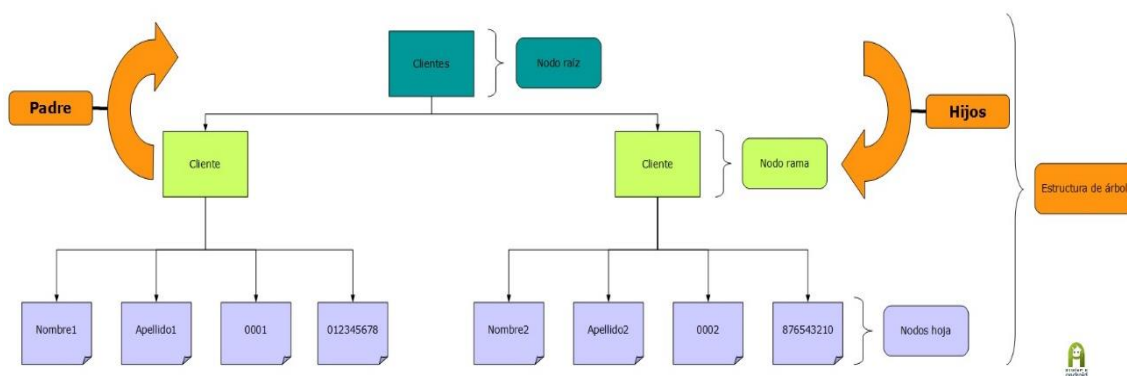 Clientes
Nodo raíz
Padre
Hijos
Cliente
Cliente
Nodo rama
Estructura de árbol
Nombre1
Apellido1
0001
012345678
Nombre2
Apellido2
0002
876543210
Nodos hoja
android